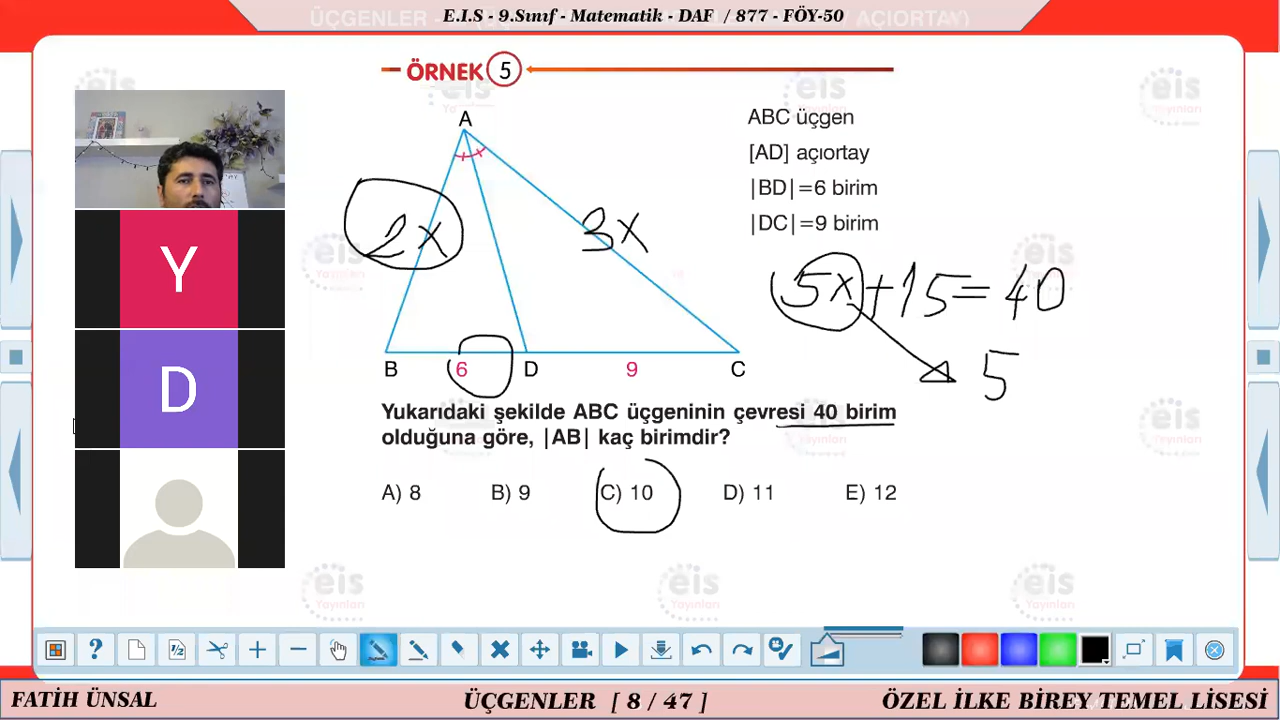 E.I.S - 9.Sınıf - Matematik - DAF / 877 - FÖY-50
ÖRNEK 5
A
ABC üçgen
[AD] açıortay
|BD|=6 birim
|DC|=9 birim
2x
3x
5x+15=40
5
B
6
D
9
C
Yukarıdaki şekilde ABC üçgeninin çevresi 40 birim
olduğuna göre, |AB| kaç birimdir?
A) 8 B) 9 C) 10 D) 11 E) 12
Y
D
eis
Yayınları
FATİH ÜNSAL
ÜÇGENLER [ 8 / 47 ]
ÖZEL İLKE BİREY TEMEL LİSESİ